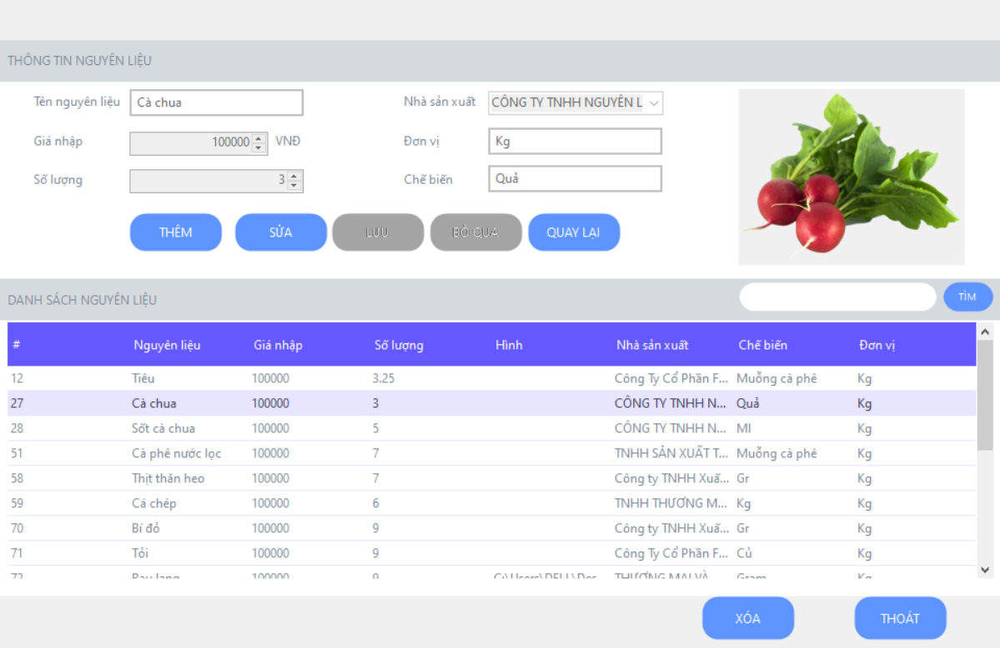 THÔNG TIN NGUYÊN LIỆU
Tên nguyên liệu Cà chua Nhà sản xuất CÔNG TY TNHH NGUYÊN L
Giá nhập 100000 VNĐ Đơn vị Kg
Số lượng 3 Chế biến Quả
THÊM SỬA LƯU BỎ QUA QUAY LẠI
DANH SÁCH NGUYÊN LIỆU TÌM
# Nguyên liệu Giá nhập Số lượng Hình Nhà sản xuất Chế biến Đơn vị
12 Tiêu 100000 3.25 Công Ty Cổ Phần F... Muỗng cà phê Kg
27 Cà chua 100000 3 CÔNG TY TNHH N... Quả Kg
28 Sốt cà chua 100000 5 CÔNG TY TNHH N... Ml Kg
51 Cà phê nước lọc 100000 7 TNHH SẢN XUẤT T... Muỗng cà phê Kg
58 Thịt thăn heo 100000 7 Công ty TNHH Xuấ... Gr Kg
59 Cá chép 100000 6 TNHH THƯƠNG M... Kg Kg
70 Bí đỏ 100000 9 Công ty TNHH Xuấ... Gr Kg
71 Tỏi 100000 9 Công Ty Cổ Phần F... Củ Kg
72 Rau lang 100000 9 C:\Users\DELL\Des... THƯƠNG MẠI VÀ ... Gram Kg
XÓA THOÁT